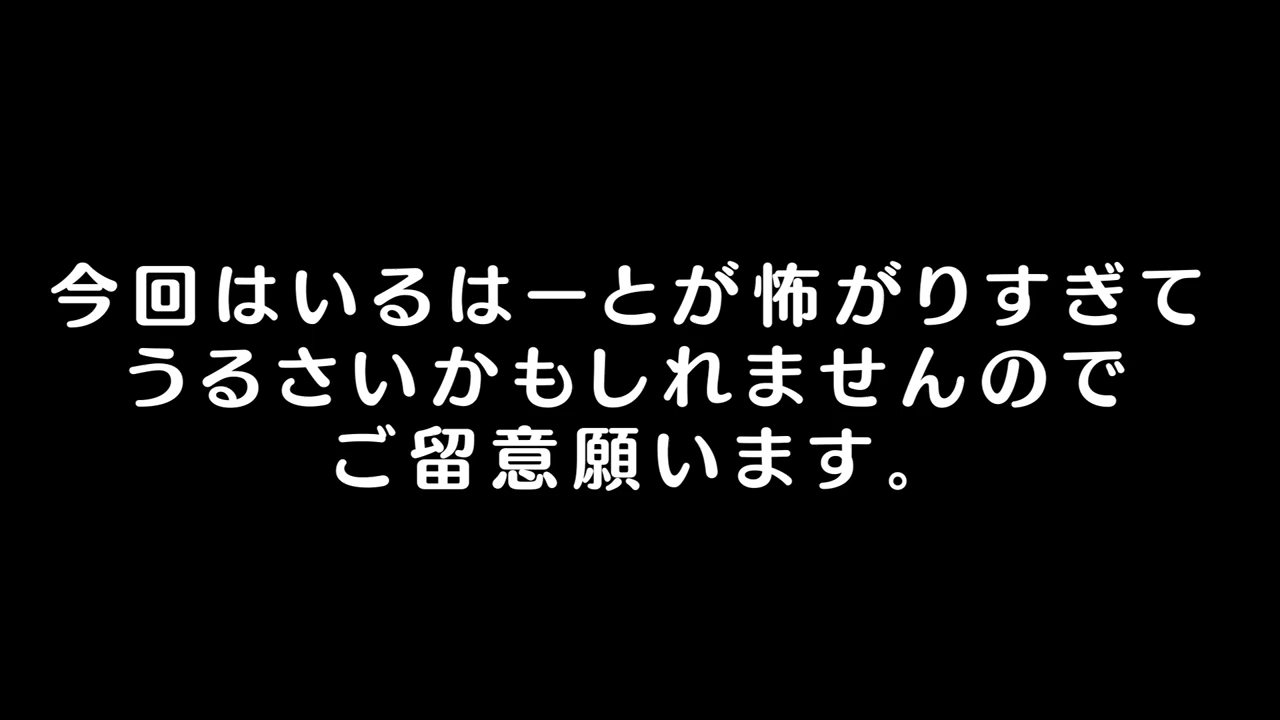 今回はいるはーとが怖がりすぎて
うるさいかもしれませんので
ご留意願います。